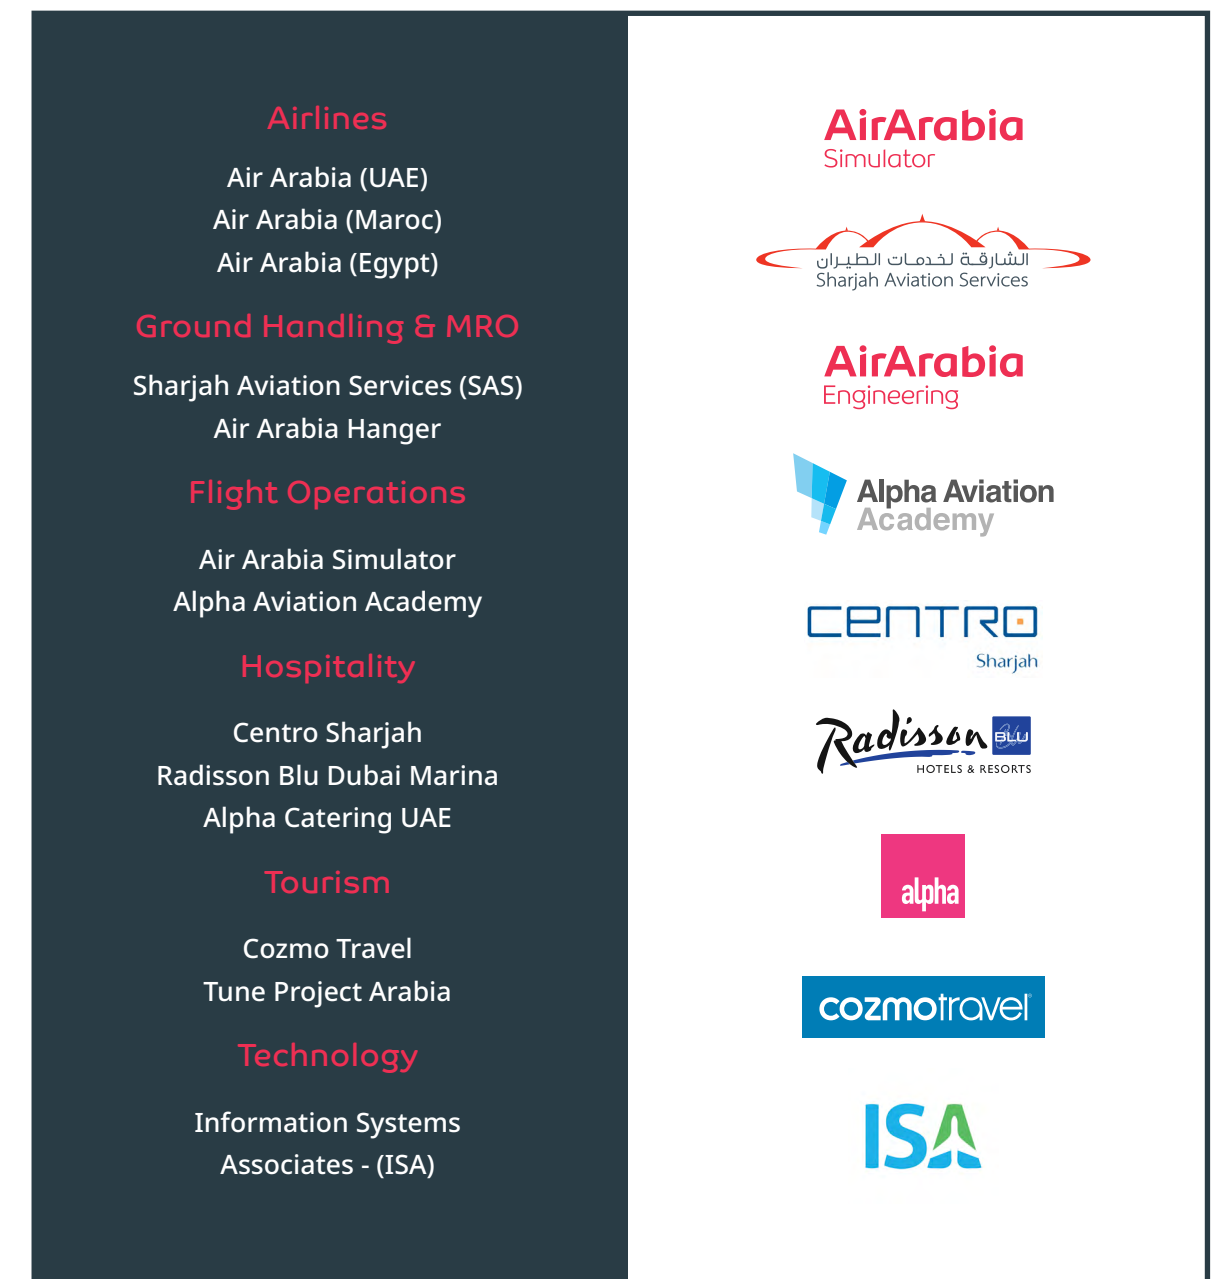 Airlines
Air Arabia (UAE)
Air Arabia (Maroc)
Air Arabia (Egypt)
Ground Handling & MRO
Sharjah Aviation Services (SAS)
Air Arabia Hanger
Flight Operations
Air Arabia Simulator
Alpha Aviation Academy
Hospitality
Centro Sharjah
Radisson Blu Dubai Marina
Alpha Catering UAE
Tourism
Cozmo Travel
Tune Project Arabia
Technology
Information Systems
Associates - (ISA)
AirArabia
Simulator
الشارقة لخدمات الطيران
Sharjah Aviation Services
AirArabia
Engineering
Alpha Aviation
Academy
CENTRO
Sharjah
Radisson BLU
HOTELS & RESORTS
alpha
cozmotravel
ISA